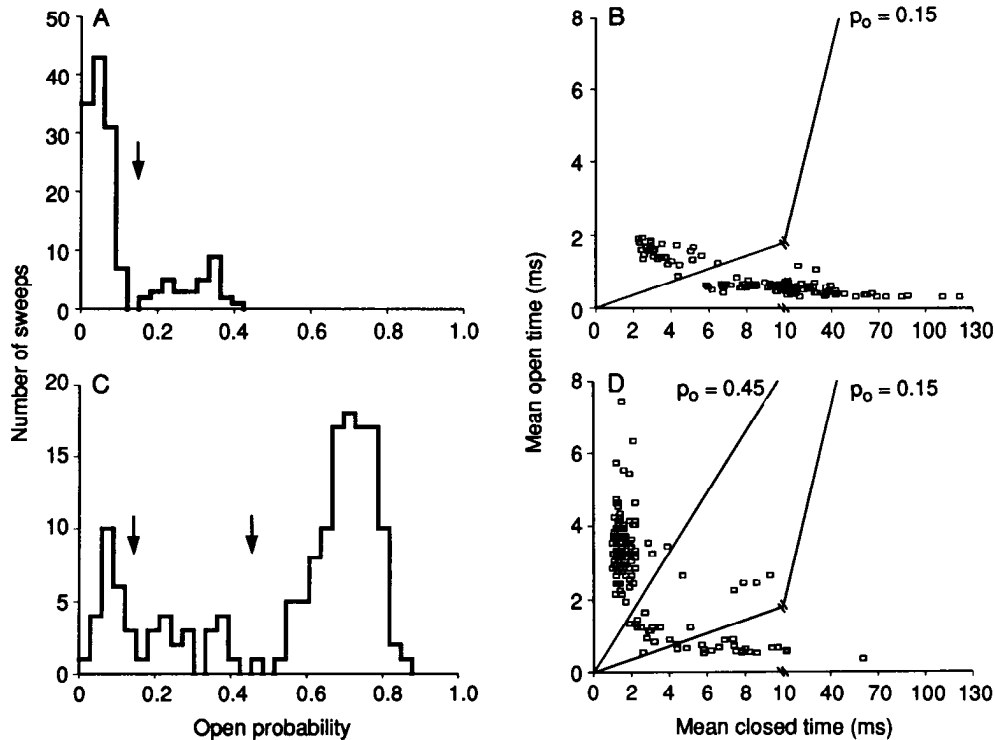 A
50
40
30
20
10
0
0 0.2 0.4 0.6 0.8 1.0
B
p₀ = 0.15
8
6
4
2
0
0 2 4 6 8 10 40 70 100 130
Number of sweeps
Mean open time (ms)
C
20
15
10
5
0
0 0.2 0.4 0.6 0.8 1.0
Open probability
D
p₀ = 0.45
p₀ = 0.15
8
6
4
2
0
0 2 4 6 8 10 40 70 100 130
Mean closed time (ms)